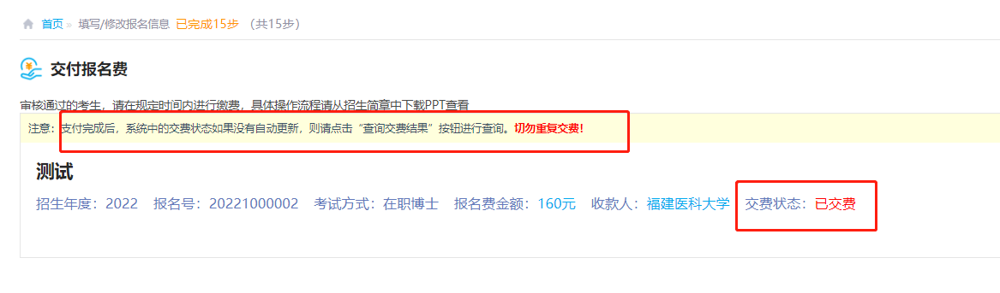 首页 » 填写/修改报名信息 已完成15步 （共15步）
交付报名费
审核通过的考生，请在规定时间内进行缴费，具体操作流程请从招生简章中下载PPT查看
注意：支付完成后，系统中的交费状态如果没有自动更新，则请点击“查询交费结果”按钮进行查询。切勿重复交费！
测试
招生年度：2022 报名号：20221000002 考试方式：在职博士 报名费金额：160元 收款人：福建医科大学 交费状态：已交费